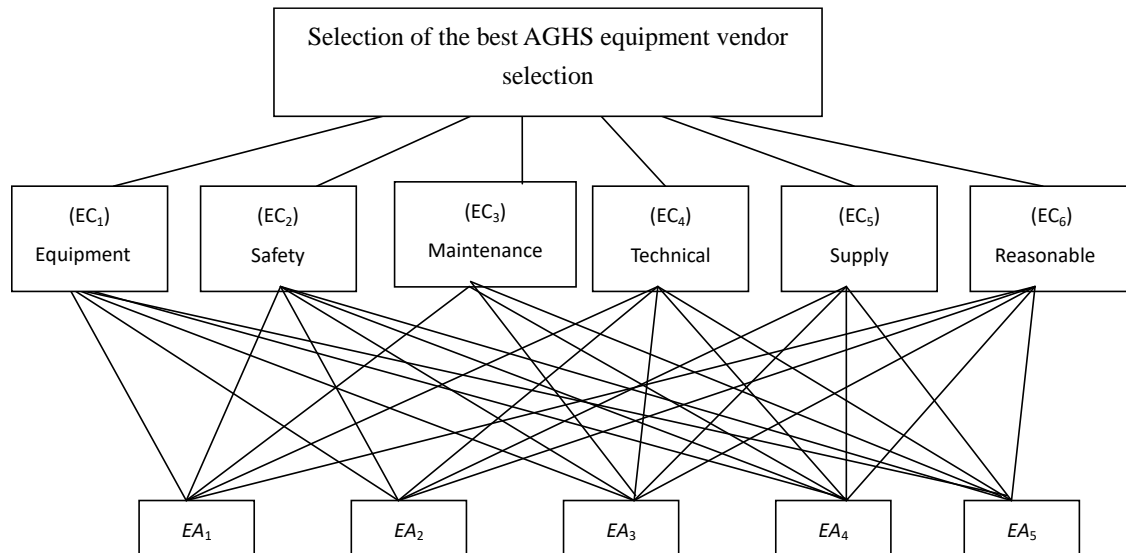 Selection of the best AGHS equipment vendor
selection
(EC₁)
Equipment
(EC₂)
Safety
(EC₃)
Maintenance
(EC₄)
Technical
(EC₅)
Supply
(EC₆)
Reasonable
EA₁
EA₂
EA₃
EA₄
EA₅